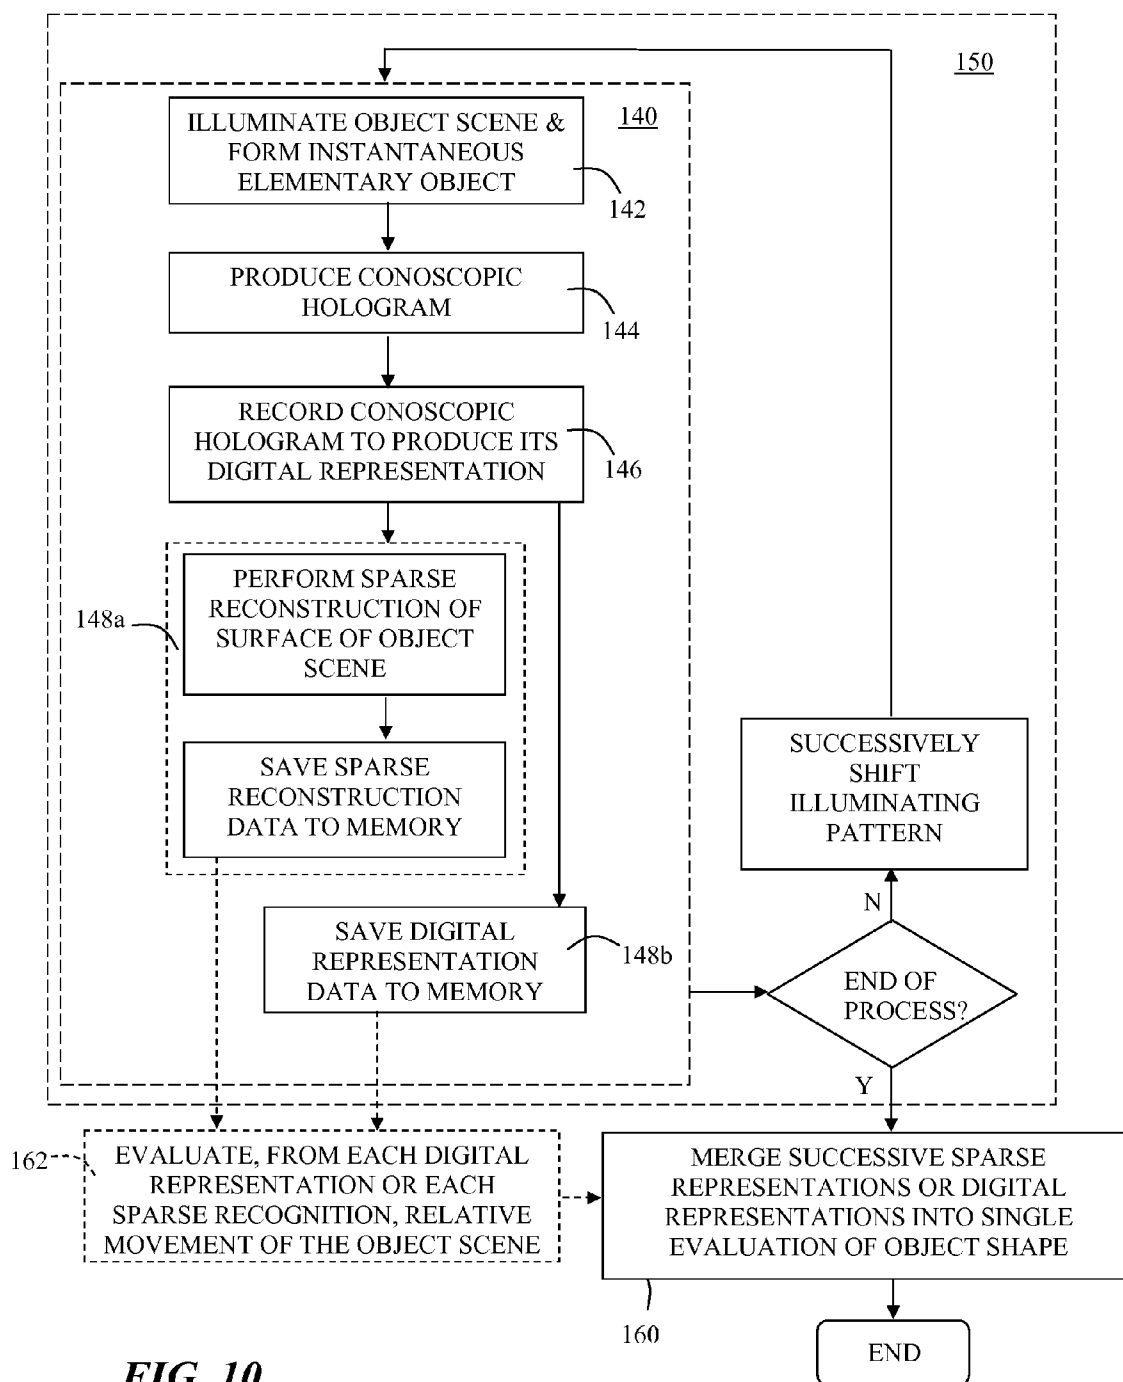 150
140
ILLUMINATE OBJECT SCENE &
FORM INSTANTANEOUS
ELEMENTARY OBJECT
142
PRODUCE CONOSCOPIC
HOLOGRAM
144
RECORD CONOSCOPIC
HOLOGRAM TO PRODUCE ITS
DIGITAL REPRESENTATION
146
PERFORM SPARSE
RECONSTRUCTION OF
SURFACE OF OBJECT
SCENE
148a
SAVE SPARSE
RECONSTRUCTION
DATA TO MEMORY
SUCCESSIVELY
SHIFT
ILLUMINATING
PATTERN
N
SAVE DIGITAL
REPRESENTATION
DATA TO MEMORY
148b
END OF
PROCESS?
Y
162
EVALUATE, FROM EACH DIGITAL
REPRESENTATION OR EACH
SPARSE RECOGNITION, RELATIVE
MOVEMENT OF THE OBJECT SCENE
MERGE SUCCESSIVE SPARSE
REPRESENTATIONS OR DIGITAL
REPRESENTATIONS INTO SINGLE
EVALUATION OF OBJECT SHAPE
160
END
FIG. 10